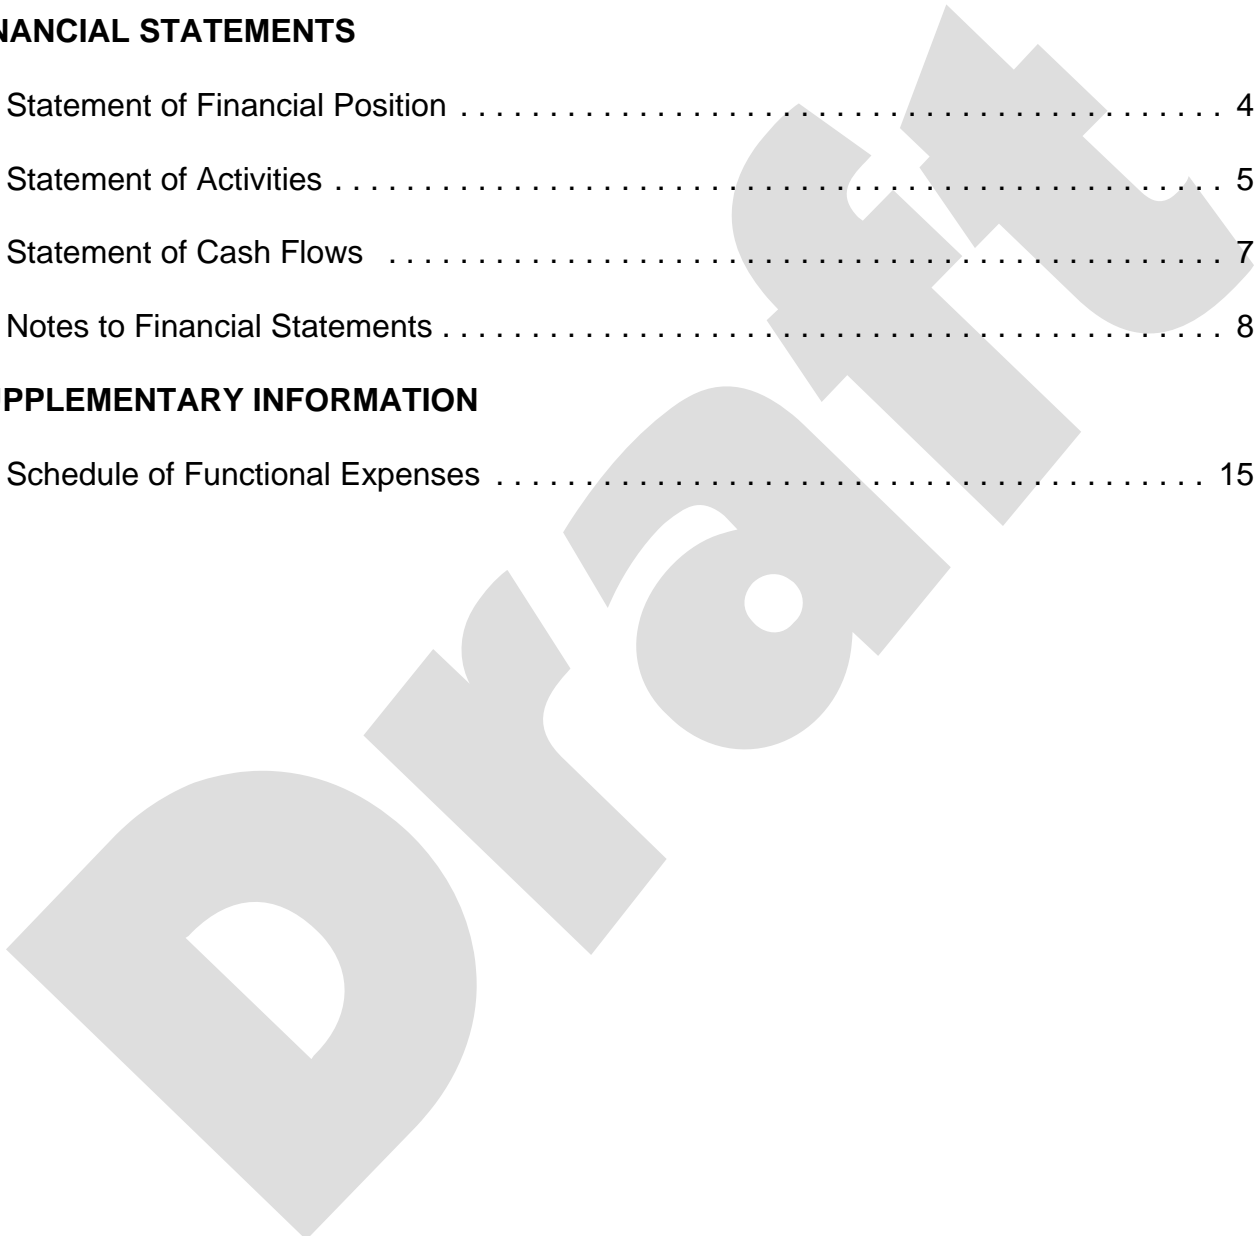 NANCIAL STATEMENTS
Statement of Financial Position . . . . . . . . . . . . . . . . . . . . . . . . . . . . . . . . . . . . . . . . . . . 4
Statement of Activities . . . . . . . . . . . . . . . . . . . . . . . . . . . . . . . . . . . . . . . . . . . . . . . . . . 5
Statement of Cash Flows . . . . . . . . . . . . . . . . . . . . . . . . . . . . . . . . . . . . . . . . . . . . . . . 7
Notes to Financial Statements . . . . . . . . . . . . . . . . . . . . . . . . . . . . . . . . . . . . . . . . . . . . 8
PPLEMENTARY INFORMATION
Schedule of Functional Expenses . . . . . . . . . . . . . . . . . . . . . . . . . . . . . . . . . . . . . . . . 15
Draft